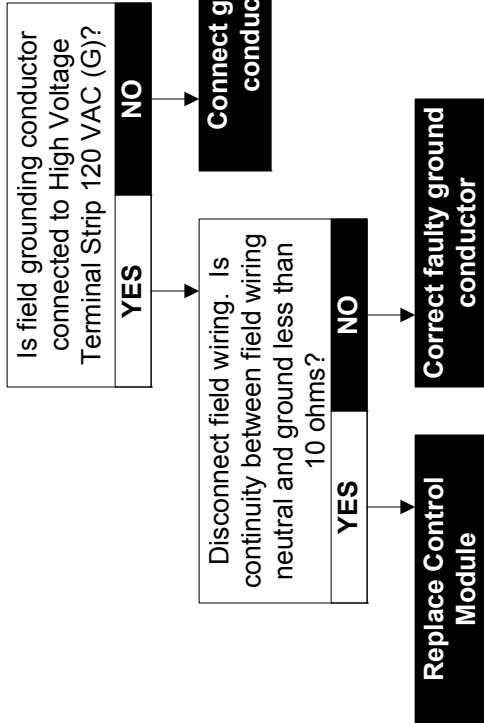 Is field grounding conductor
connected to High Voltage
Terminal Strip 120 VAC (G)?
YES
NO
Connect
Disconnect field wiring. Is
continuity between field wiring
neutral and ground less than
10 ohms?
YES
NO
Replace Control
Module
Correct faulty ground
conductor